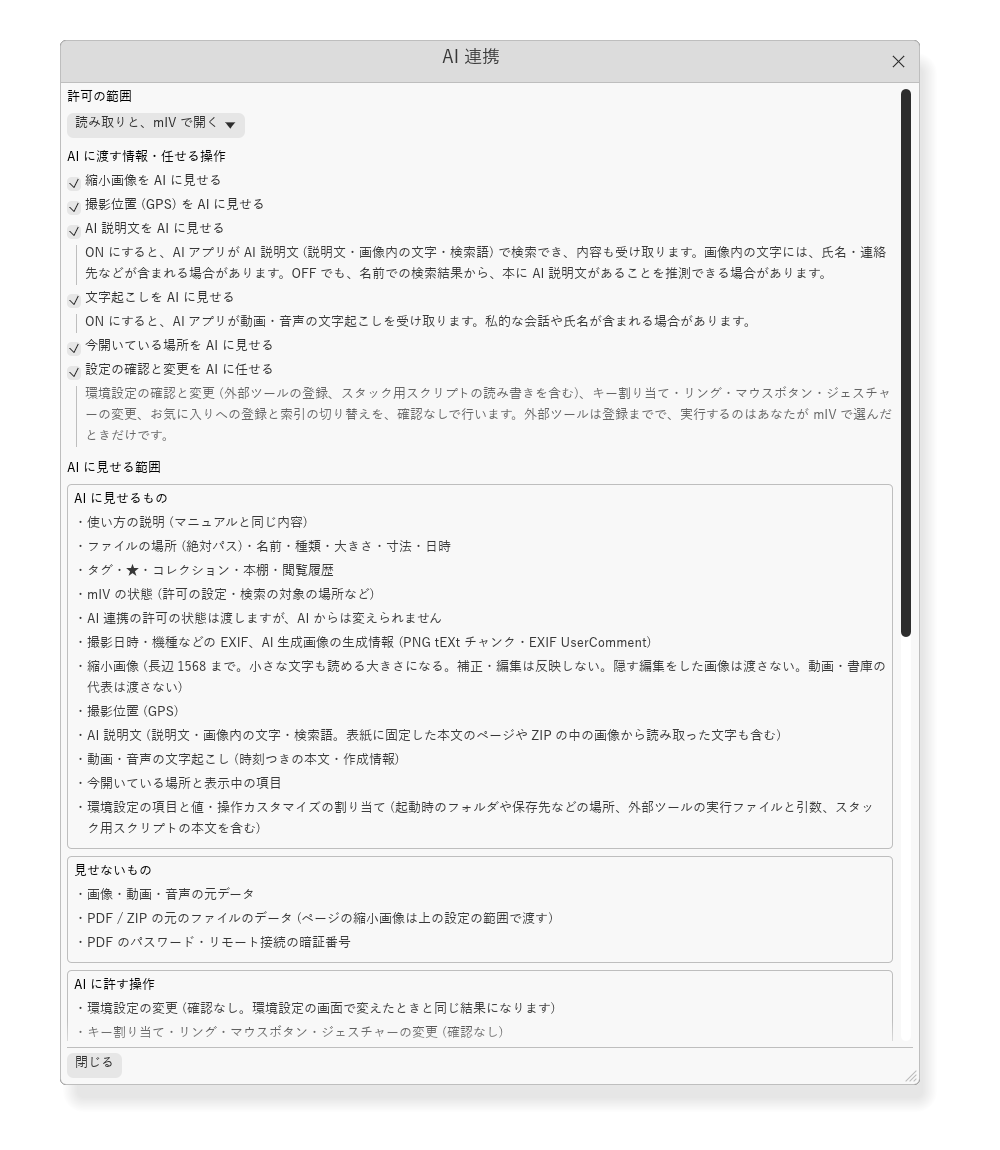 AI 連携
許可の範囲
読み取りと、mIV で開く
AI に渡す情報・任せる操作
縮小画像を AI に見せる
撮影位置 (GPS) を AI に見せる
AI 説明文を AI に見せる
ON にすると、AI アプリが AI 説明文 (説明文・画像内の文字・検索語) で検索でき、内容も受け取ります。画像内の文字には、氏名・連絡
先などが含まれる場合があります。OFF でも、名前での検索結果から、本に AI 説明文があることを推測できる場合があります。
文字起こしを AI に見せる
ON にすると、AI アプリが動画・音声の文字起こしを受け取ります。私的な会話や氏名が含まれる場合があります。
今開いている場所を AI に見せる
設定の確認と変更を AI に任せる
環境設定の確認と変更 (外部ツールの登録、スタック用スクリプトの読み書きを含む)、キー割り当て・リング・マウスボタン・ジェスチャ
ーの変更、お気に入りへの登録と索引の切り替えを、確認なしで行います。外部ツールは登録までで、実行するのはあなたが mIV で選んだ
ときだけです。
AI に見せる範囲
AI に見せるもの
・使い方の説明 (マニュアルと同じ内容)
・ファイルの場所 (絶対パス)・名前・種類・大きさ・寸法・日時
・タグ・★・コレクション・本棚・閲覧履歴
・mIV の状態 (許可の設定・検索の対象の場所など)
・AI 連携の許可の状態は渡しますが、AI からは変えられません
・撮影日時・機種などの EXIF、AI 生成画像の生成情報 (PNG tEXt チャンク・EXIF UserComment)
・縮小画像 (長辺 1568 まで。小さな文字も読める大きさになる。補正・編集は反映しない。隠す編集をした画像は渡さない。動画・書庫の
代表は渡さない)
・撮影位置 (GPS)
・AI 説明文 (説明文・画像内の文字・検索語。表紙に固定した本文のページや ZIP の中の画像から読み取った文字も含む)
・動画・音声の文字起こし (時刻つきの本文・作成情報)
・今開いている場所と表示中の項目
・環境設定の項目と値・操作カスタマイズの割り当て (起動時のフォルダや保存先などの場所、外部ツールの実行ファイルと引数、スタッ
ク用スクリプトの本文を含む)
見せないもの
・画像・動画・音声の元データ
・PDF / ZIP の元のファイルのデータ (ページの縮小画像は上の設定の範囲で渡す)
・PDF のパスワード・リモート接続の暗証番号
AI に許す操作
・環境設定の変更 (確認なし。環境設定の画面で変えたときと同じ結果になります)
・キー割り当て・リング・マウスボタン・ジェスチャーの変更 (確認なし)
閉じる